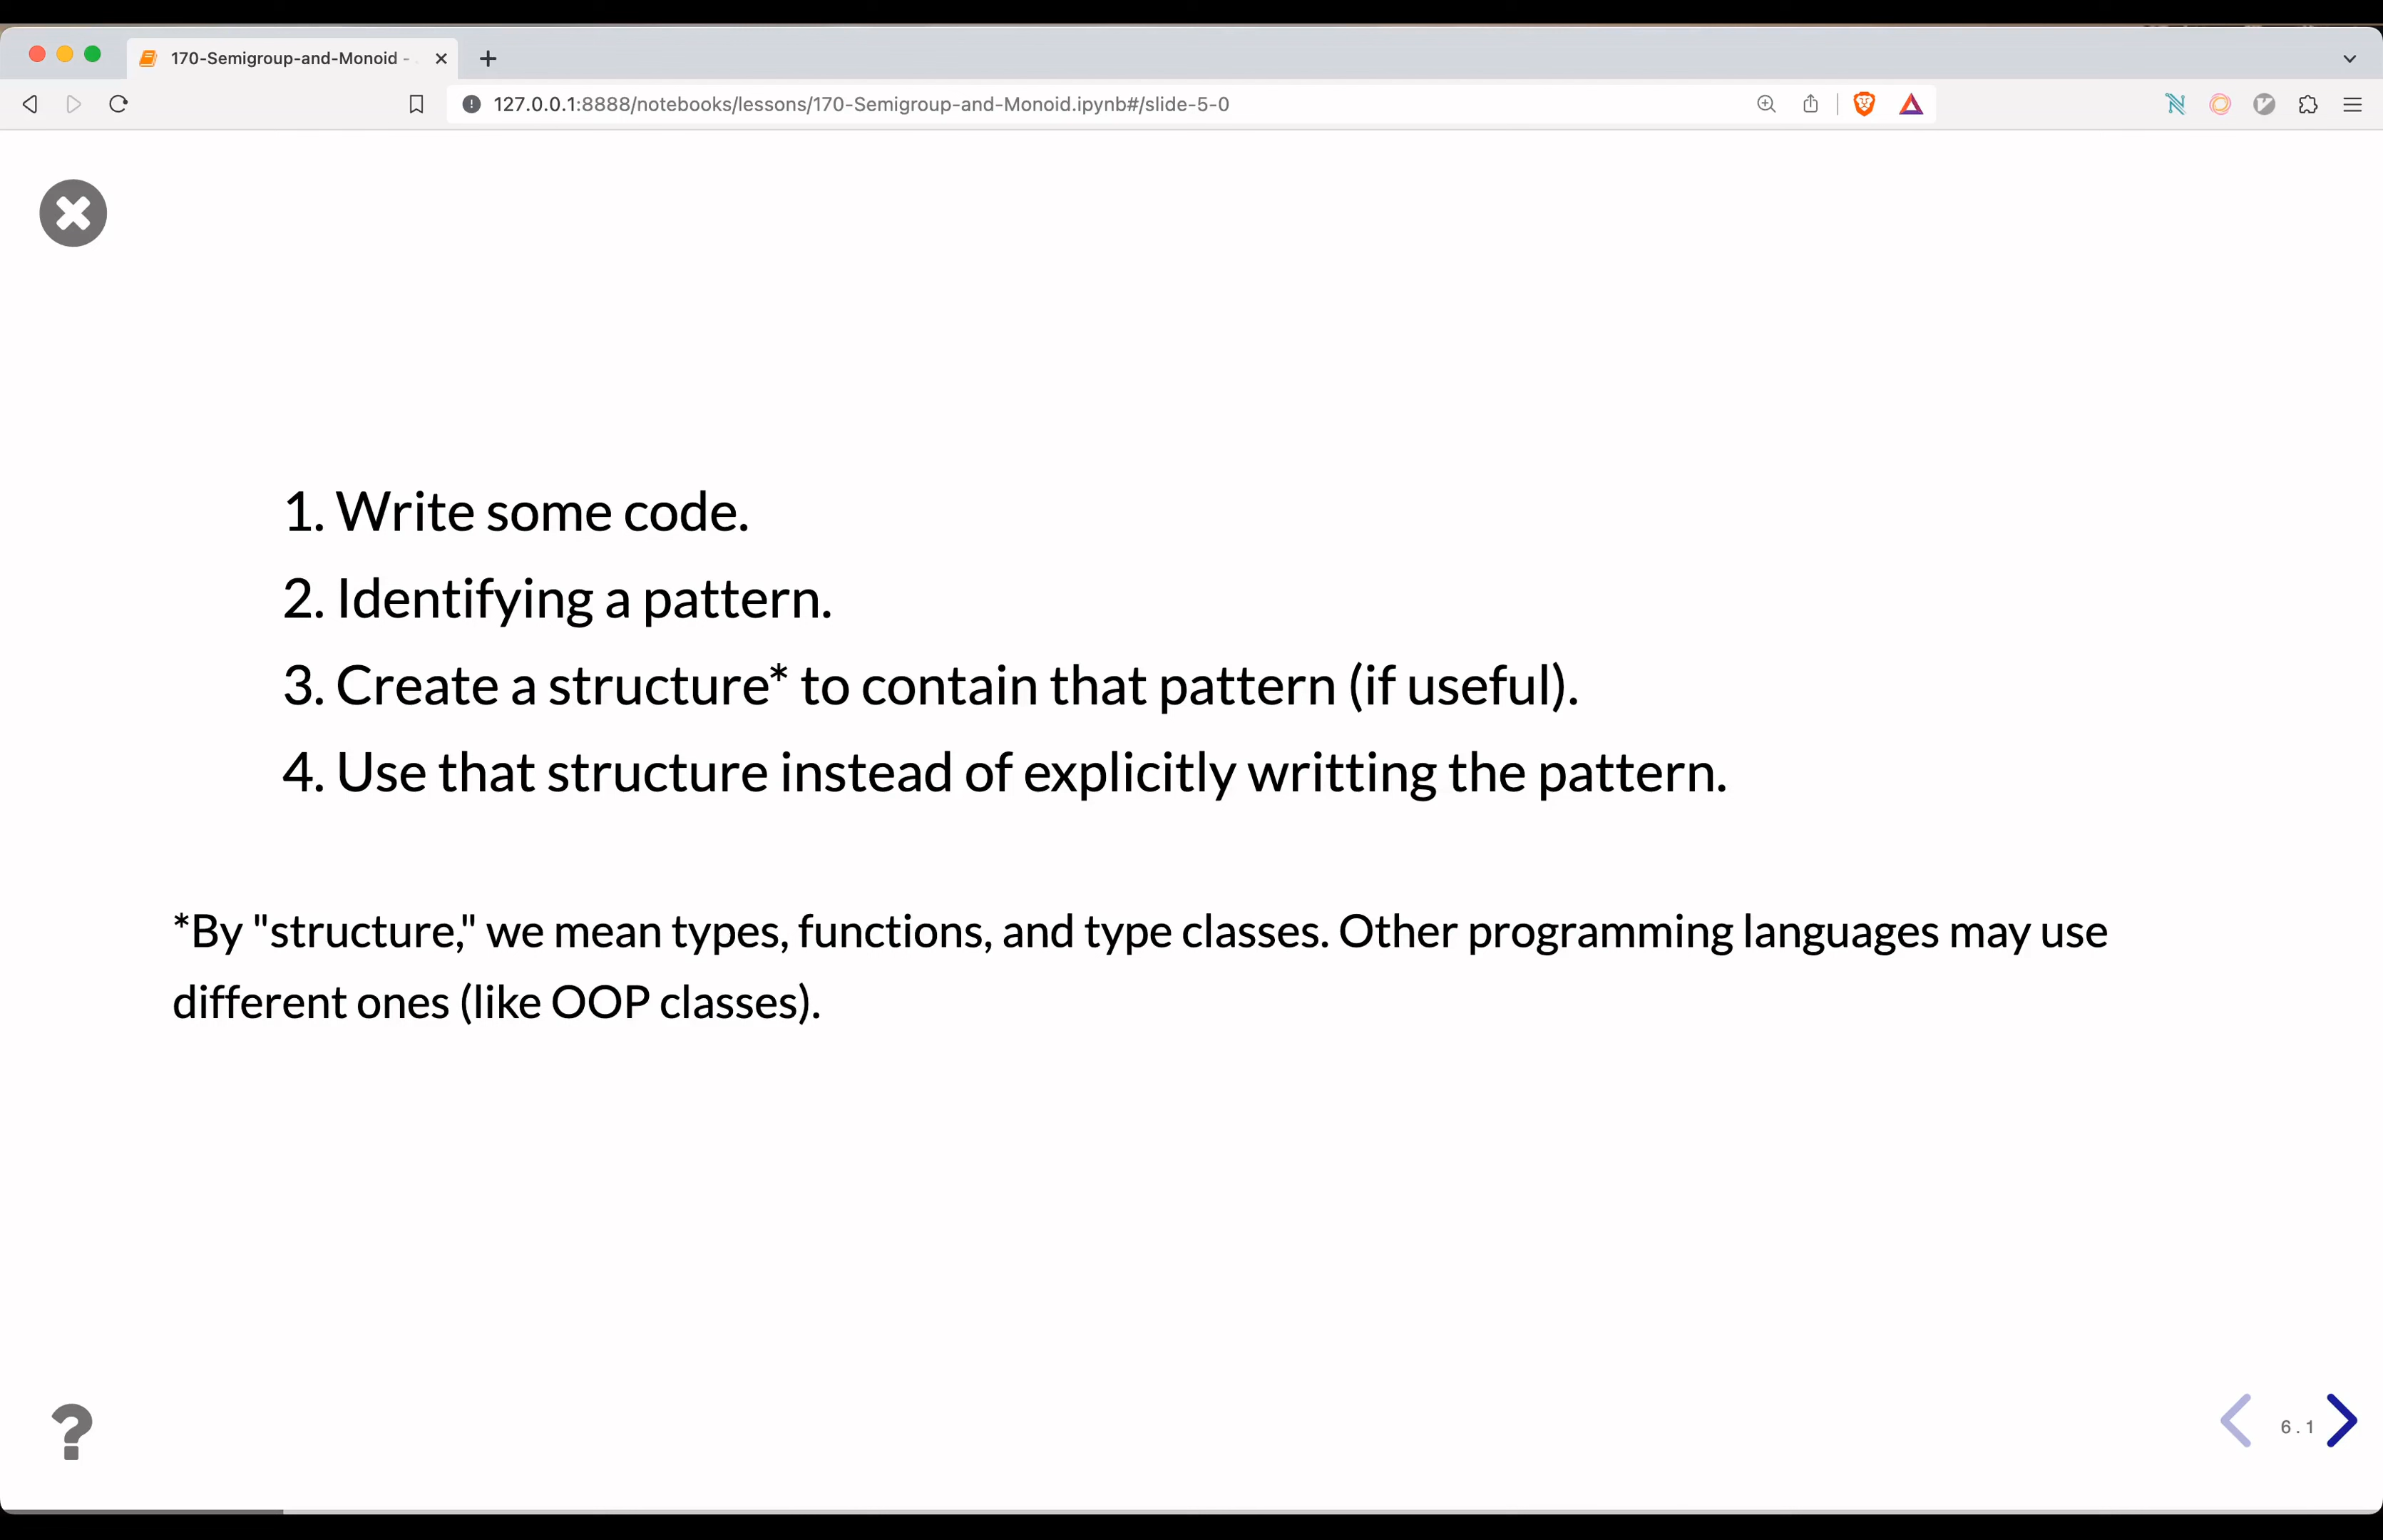 170-Semigroup-and-Monoid -
127.0.0.1:8888/notebooks/lessons/170-Semigroup-and-Monoid.ipynb#/slide-5-0
1. Write some code.
2. Identifying a pattern.
3. Create a structure* to contain that pattern (if useful).
4. Use that structure instead of explicitly writting the pattern.
*By "structure," we mean types, functions, and type classes. Other programming languages may use
different ones (like OOP classes).
6.1